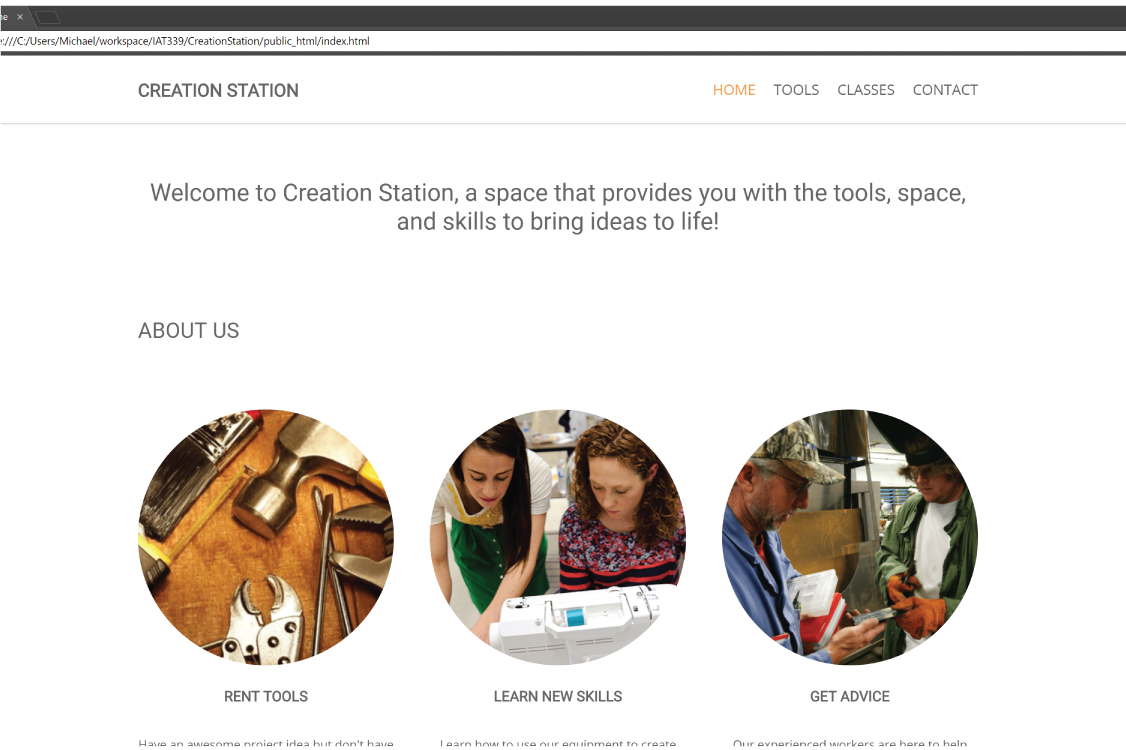 :///C:/Users/Michael/workspace/IAT339/CreationStation/public_html/index.html
CREATION STATION
HOME TOOLS CLASSES CONTACT
Welcome to Creation Station, a space that provides you with the tools, space,
and skills to bring ideas to life!
ABOUT US
RENT TOOLS
LEARN NEW SKILLS
GET ADVICE
Have an awesome project idea but don't have
Learn how to use our equipment to create
Our experienced workers are here to help